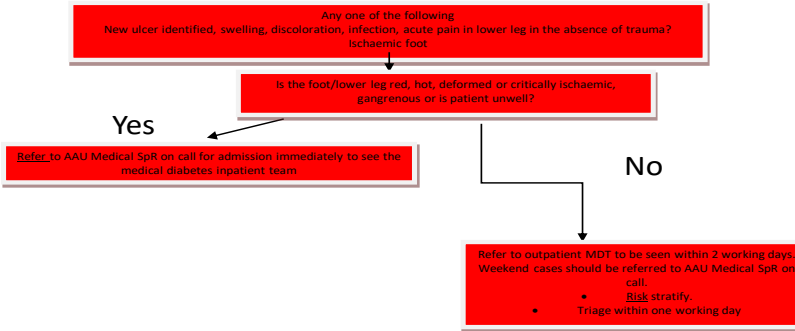 Any one of the following
New ulcer identified, swelling, discoloration, infection, acute pain in lower leg in the absence of trauma?
Ischaemic foot
Is the foot/lower leg red, hot, deformed or critically ischaemic,
gangrenous or is patient unwell?
Yes
Refer to AAU Medical SpR on call for admission immediately to see the
medical diabetes inpatient team
No
Refer to outpatient MDT to be seen within 2 working days.
Weekend cases should be referred to AAU Medical SpR on
call.
• Risk stratify.
• Triage within one working day